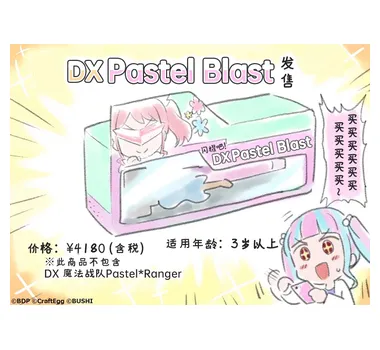 DX Pastel Blast 发售
闪耀吧!
DX Pastel Blast
买买买买买买
买买买买买买~
价格：¥4180(含税)
※此商品不包含
DX 魔法战队Pastel*Ranger
适用年龄：3岁以上
©BDP ©CraftEgg ©BUSHI